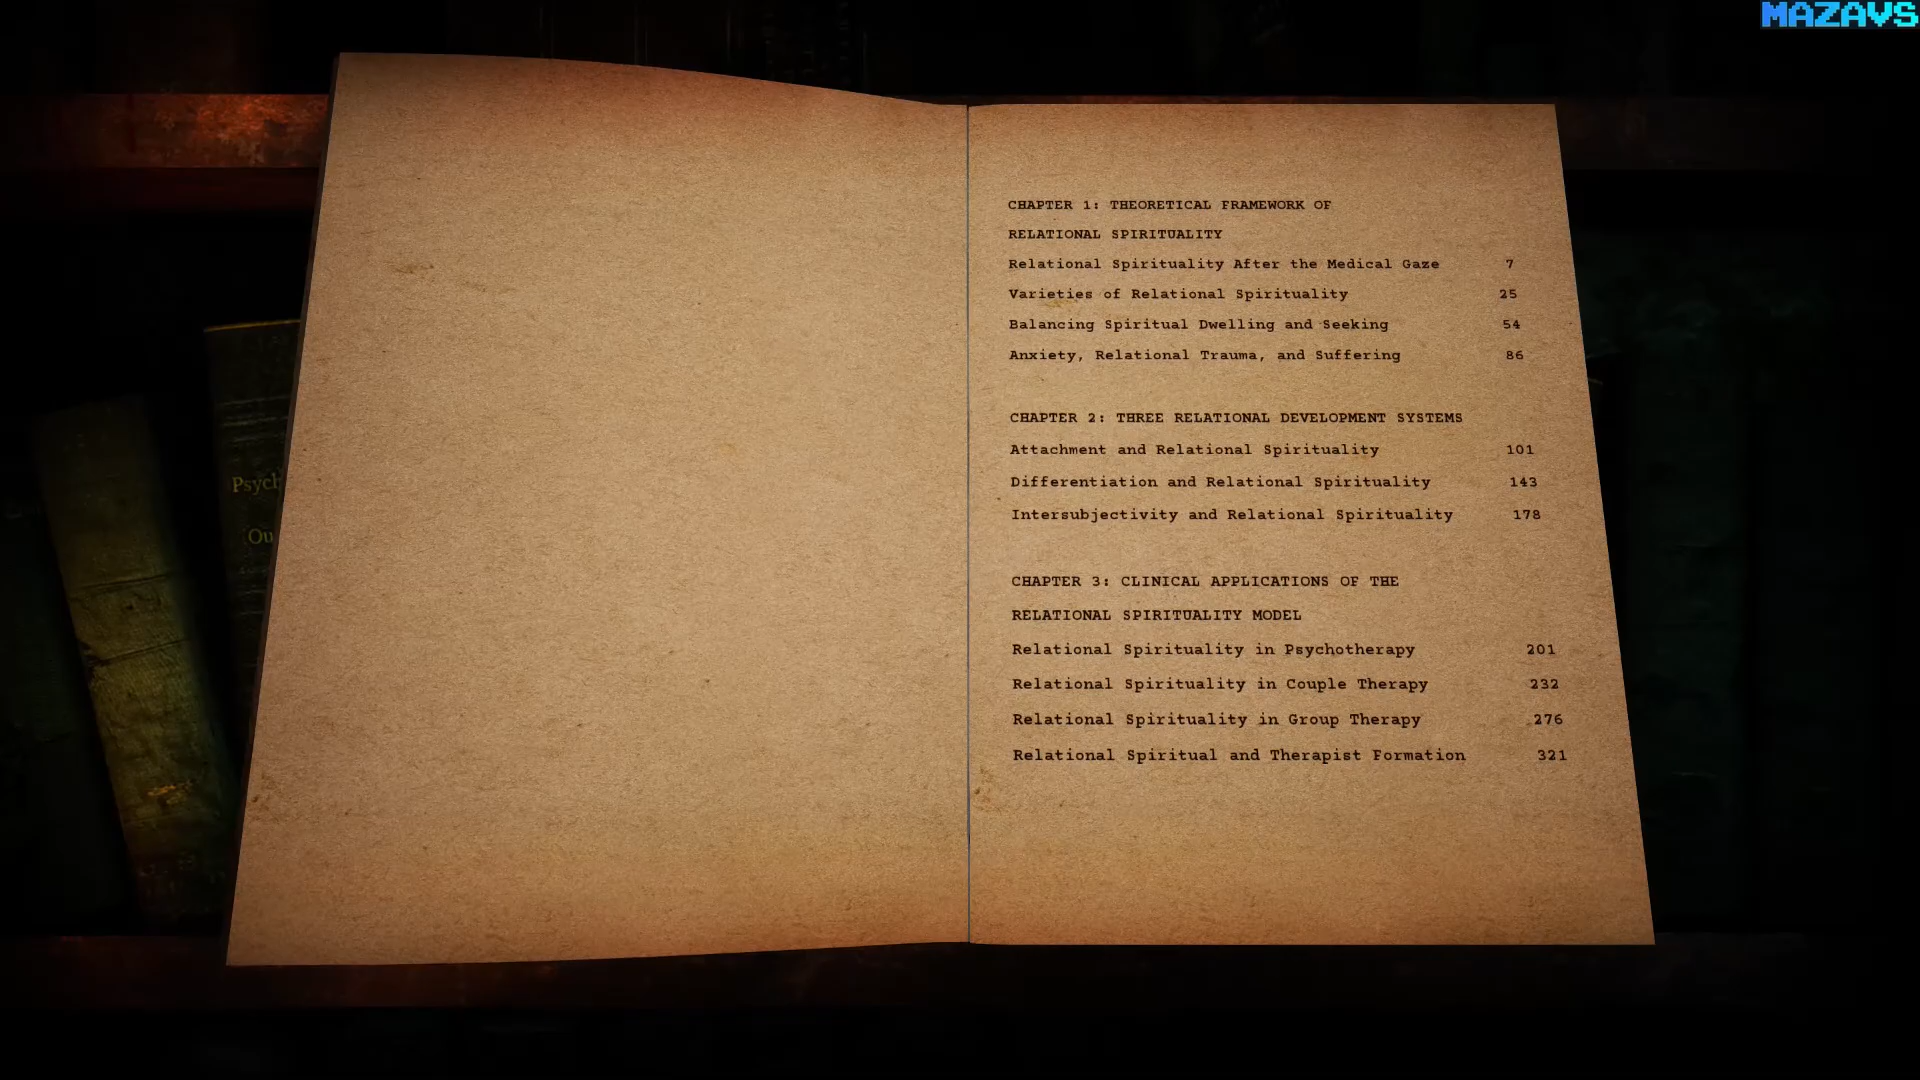 MAZAVS
Psych
Ou
CHAPTER 1: THEORETICAL FRAMEWORK OF
RELATIONAL SPIRITUALITY
Relational Spirituality After the Medical Gaze 7
Varieties of Relational Spirituality 25
Balancing Spiritual Dwelling and Seeking 54
Anxiety, Relational Trauma, and Suffering 86
CHAPTER 2: THREE RELATIONAL DEVELOPMENT SYSTEMS
Attachment and Relational Spirituality 101
Differentiation and Relational Spirituality 143
Intersubjectivity and Relational Spirituality 178
CHAPTER 3: CLINICAL APPLICATIONS OF THE
RELATIONAL SPIRITUALITY MODEL
Relational Spirituality in Psychotherapy 201
Relational Spirituality in Couple Therapy 232
Relational Spirituality in Group Therapy 276
Relational Spiritual and Therapist Formation 321